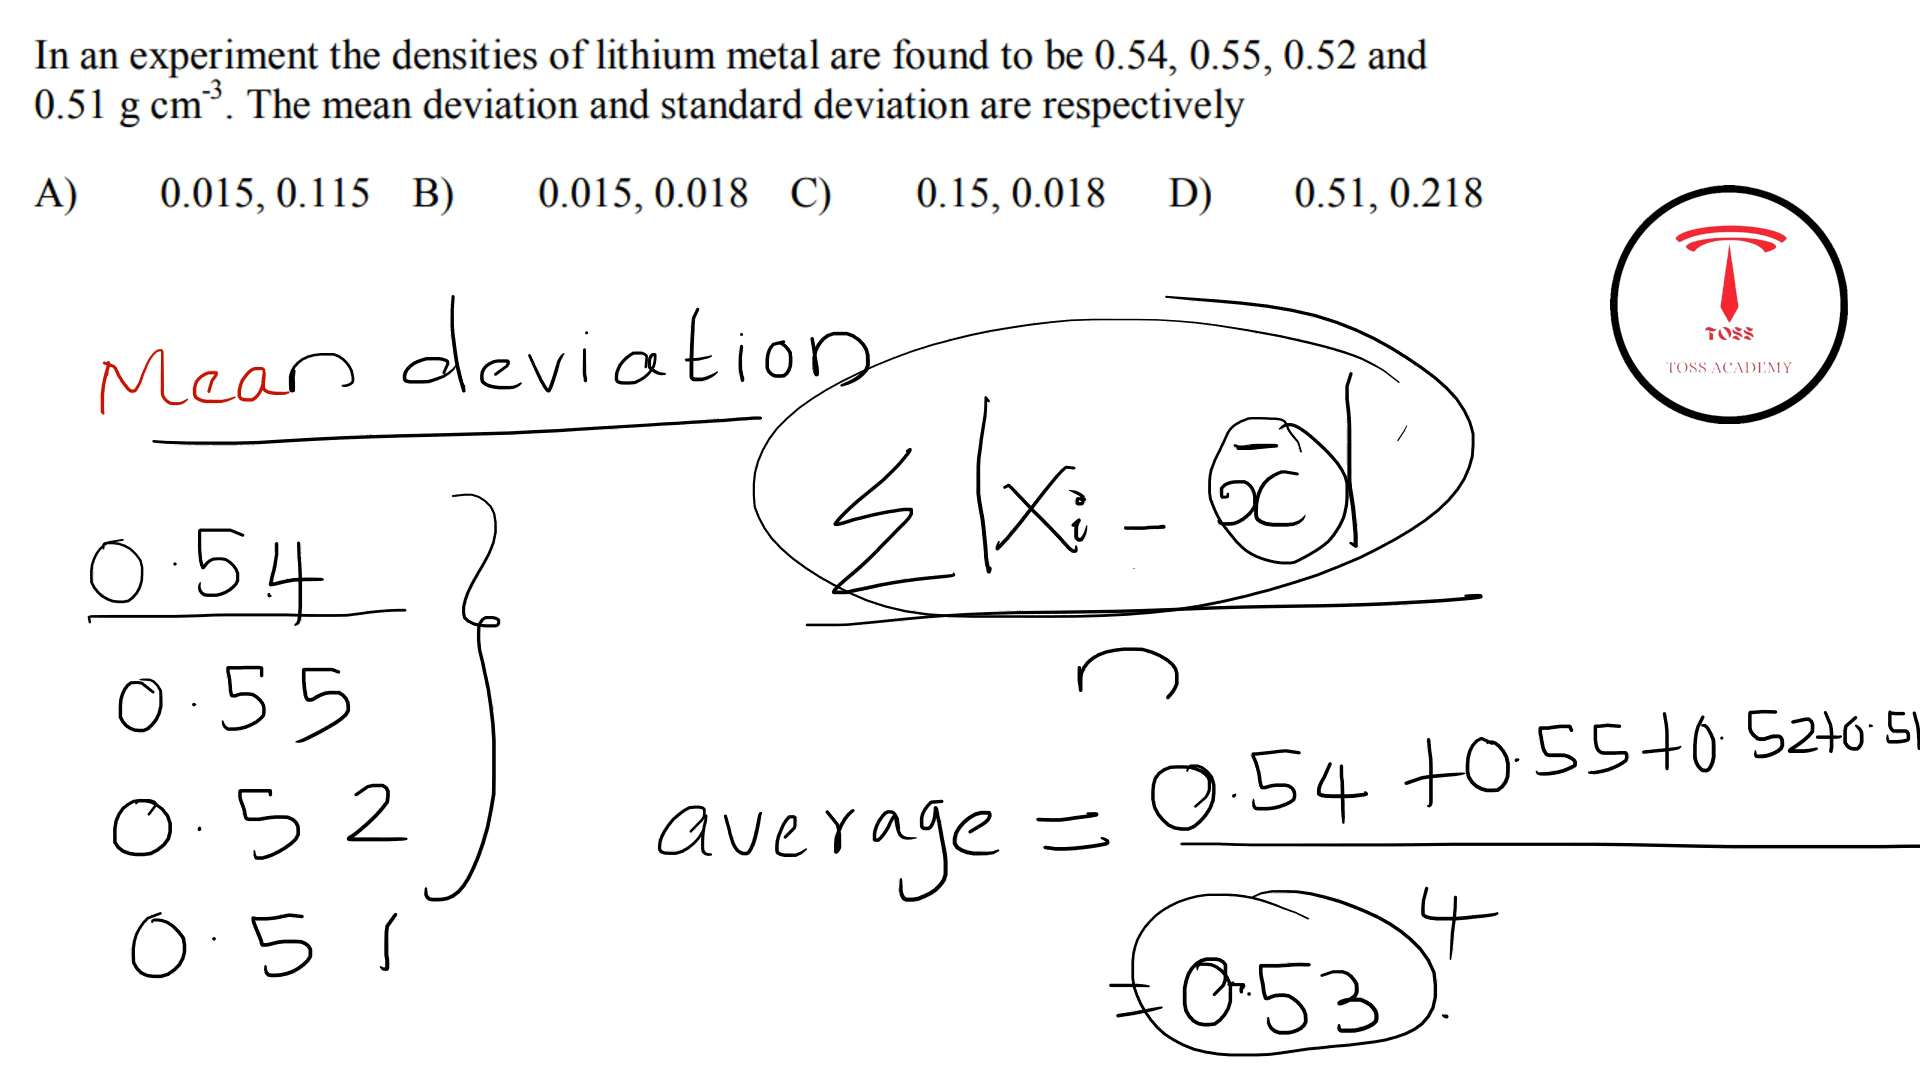 In an experiment the densities of lithium metal are found to be 0.54, 0.55, 0.52 and
0.51 g cm⁻³. The mean deviation and standard deviation are respectively
A) 0.015, 0.115 B) 0.015, 0.018 C) 0.15, 0.018 D) 0.51, 0.218
TOSS
TOSS ACADEMY
Mean deviation
Σ |xi - x̄|
n
0.54
0.55
0.52
0.51
average = 0.54 +0.55+0.52+0.51
4
=0.53